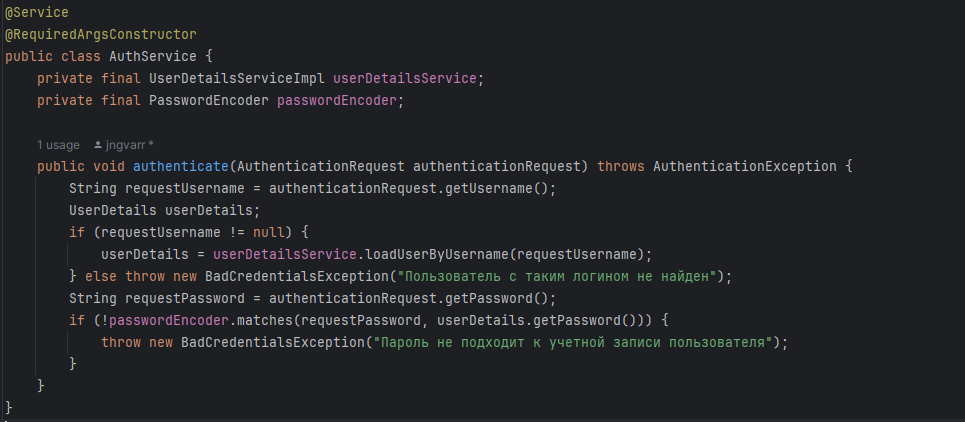 @Service
@RequiredArgsConstructor
public class AuthService {
    private final UserDetailsServiceImpl userDetailsService;
    private final PasswordEncoder passwordEncoder;
    1 usage jngvarr *
    public void authenticate(AuthenticationRequest authenticationRequest) throws AuthenticationException {
        String requestUsername = authenticationRequest.getUsername();
        UserDetails userDetails;
        if (requestUsername != null) {
            userDetails = userDetailsService.loadUserByUsername(requestUsername);
        } else throw new BadCredentialsException("Пользователь с таким логином не найден");
        String requestPassword = authenticationRequest.getPassword();
        if (!passwordEncoder.matches(requestPassword, userDetails.getPassword())) {
            throw new BadCredentialsException("Пароль не подходит к учетной записи пользователя");
        }
    }
}